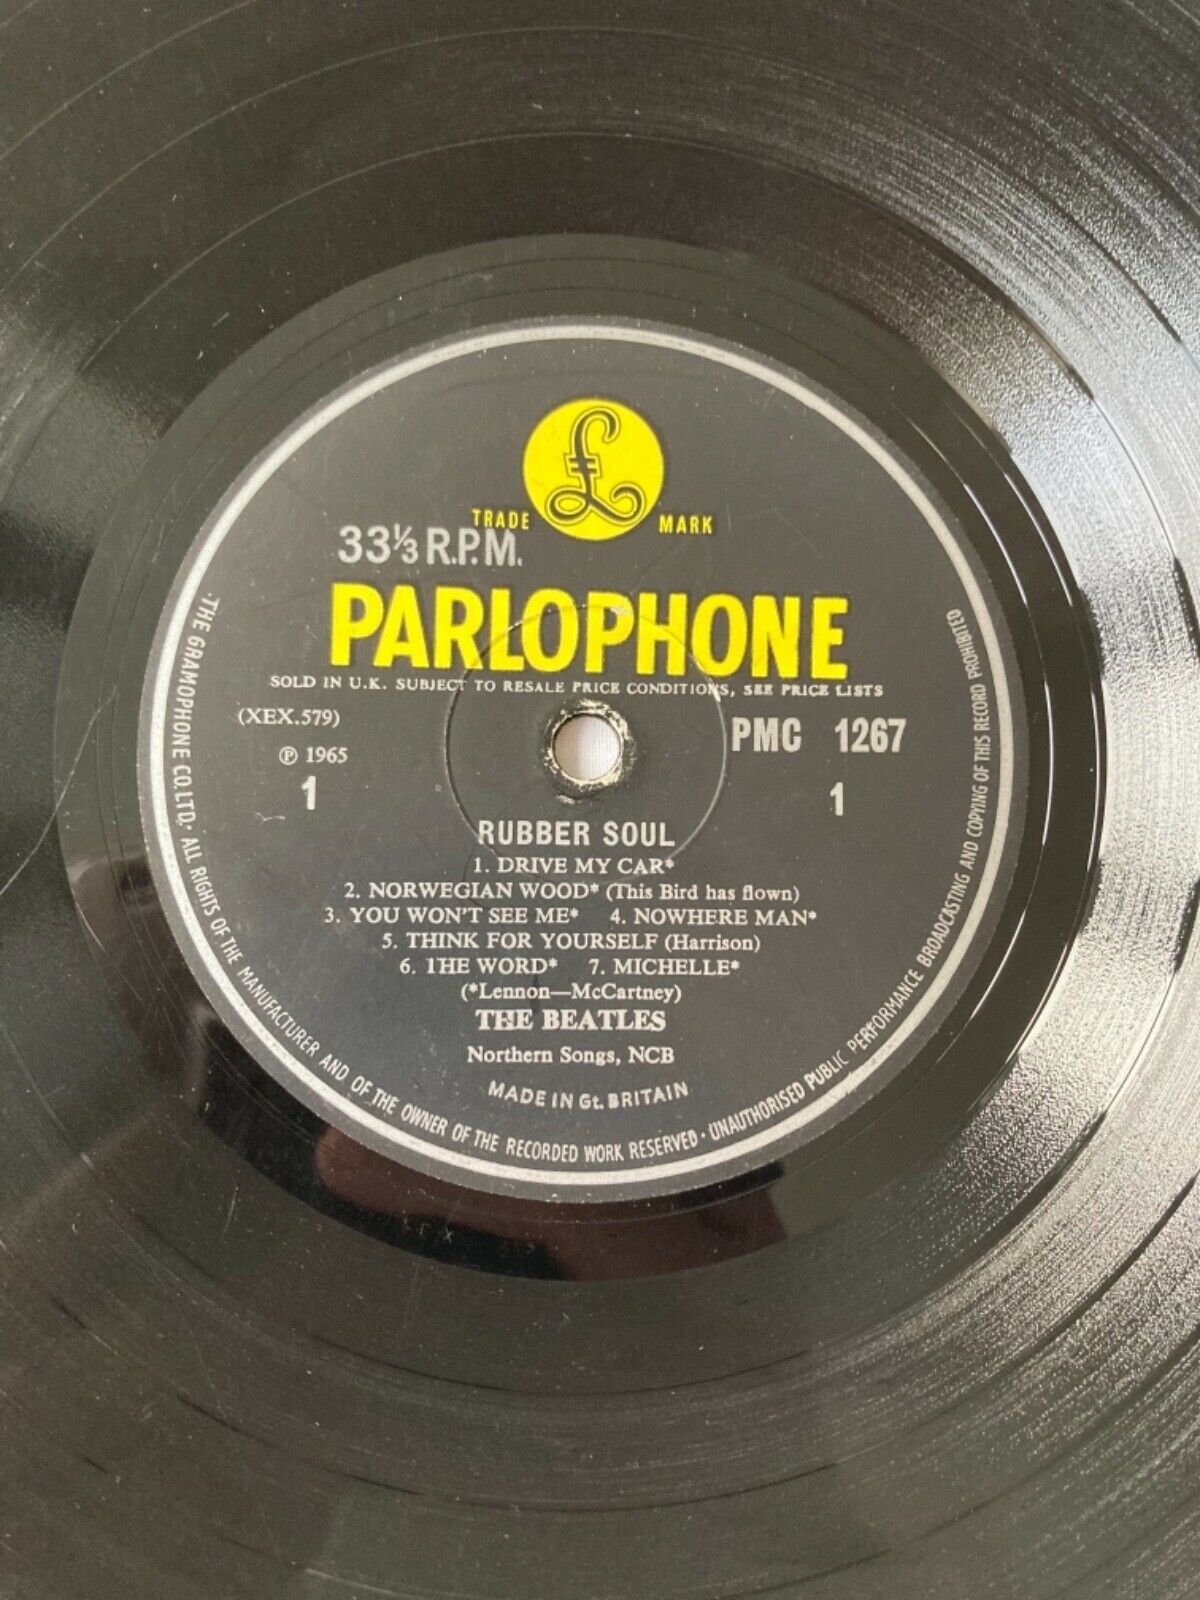 TRADE £ MARK
33⅓ R.P.M.
PARLOPHONE
SOLD IN U.K. SUBJECT TO RESALE PRICE CONDITIONS, SEE PRICE LISTS
(XEX.579)
PMC 1267
Ⓟ 1965
1
1
RUBBER SOUL
1. DRIVE MY CAR*
2. NORWEGIAN WOOD* (This Bird has flown)
3. YOU WON'T SEE ME* 4. NOWHERE MAN*
5. THINK FOR YOURSELF (Harrison)
6. THE WORD* 7. MICHELLE*
(*Lennon—McCartney)
THE BEATLES
Northern Songs, NCB
MADE IN Gt. BRITAIN
·THE GRAMOPHONE CO. LTD· ALL RIGHTS OF THE MANUFACTURER AND OF THE OWNER OF THE RECORDED WORK RESERVED · UNAUTHORISED PUBLIC PERFORMANCE BROADCASTING AND COPYING OF THIS RECORD PROHIBITED